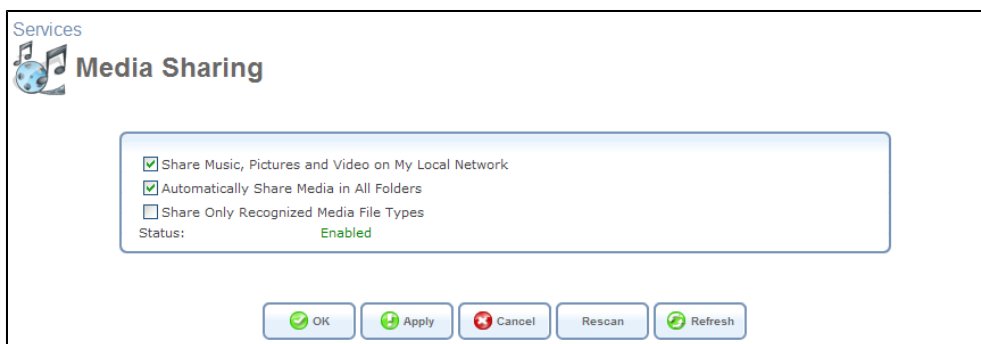 Services
Media Sharing
Share Music, Pictures and Video on My Local Network
Automatically Share Media in All Folders
Share Only Recognized Media File Types
Status: Enabled
OK Apply Cancel Rescan Refresh